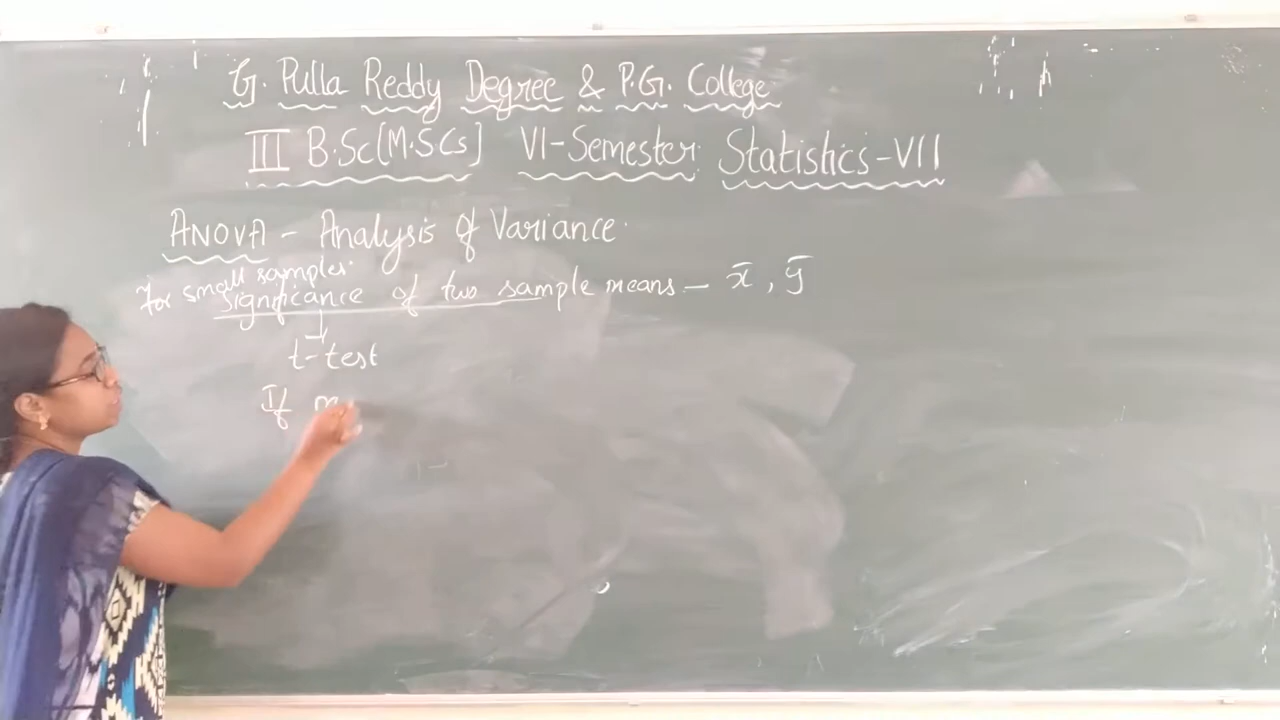 G. Pulla Reddy Degree & P.G. College
III B.Sc[M.SCs] VI-Semester Statistics-VII
ANOVA - Analysis of Variance.
For small samples.
Significance of two sample means - x̄, ȳ
t-test
If m